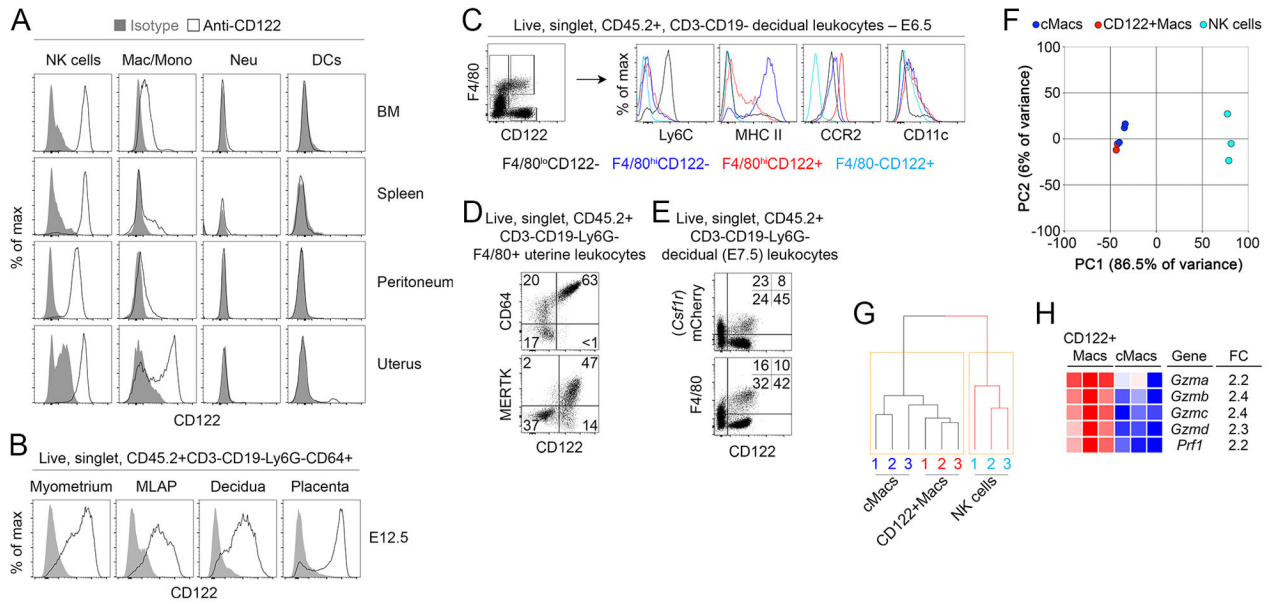 A
Isotype Anti-CD122
NK cells Mac/Mono Neu DCs
BM
Spleen
Peritoneum
Uterus
% of max
CD122
B
Live, singlet, CD45.2+CD3-CD19-Ly6G-CD64+
Myometrium MLAP Decidua Placenta
% of max
E12.5
CD122
C
Live, singlet, CD45.2+, CD3-CD19- decidual leukocytes – E6.5
F4/80
CD122
% of max
Ly6C MHC II CCR2 CD11c
F4/80loCD122- F4/80hiCD122- F4/80hiCD122+ F4/80-CD122+
D
Live, singlet, CD45.2+
CD3-CD19-Ly6G-
F4/80+ uterine leukocytes
CD64
20 63
17 <1
MERTK
2 47
37 14
CD122
E
Live, singlet, CD45.2+
CD3-CD19-Ly6G-
decidual (E7.5) leukocytes
(Csf1r)
mCherry
23 8
24 45
F4/80
16 10
32 42
CD122
F
cMacs CD122+Macs NK cells
PC2 (6% of variance)
100
50
0
-50
-100
-100 -50 0 50 100
PC1 (86.5% of variance)
G
1 2 3 1 2 3 1 2 3
cMacs
CD122+Macs
NK cells
H
CD122+
Macs cMacs Gene FC
Gzma 2.2
Gzmb 2.4
Gzmc 2.4
Gzmd 2.3
Prf1 2.2